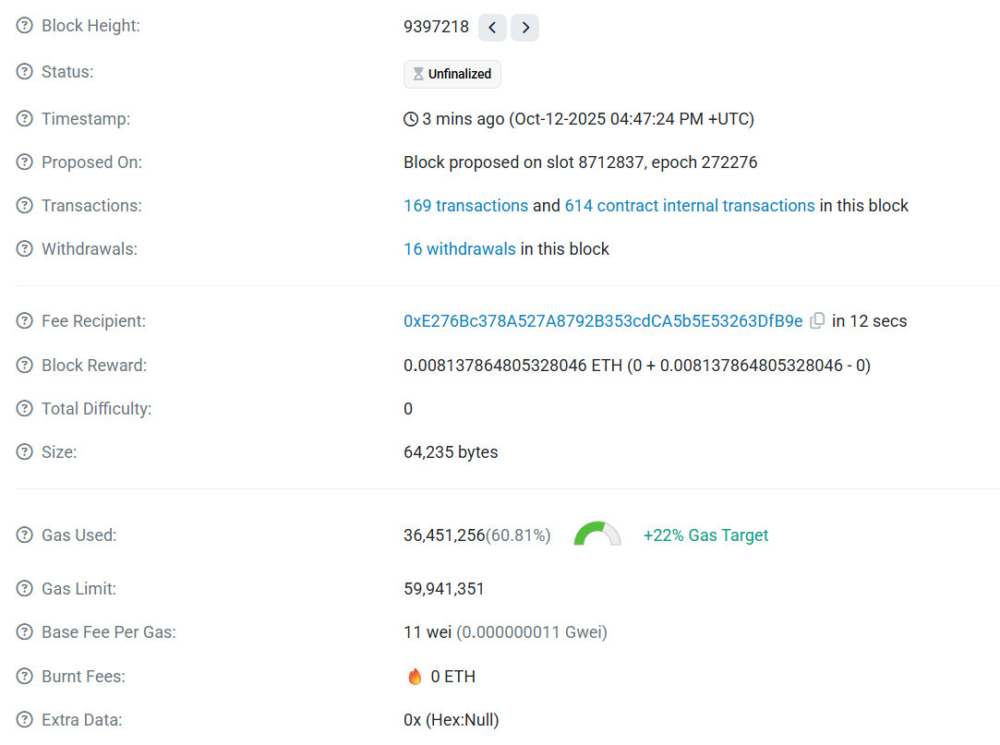 Block Height: 9397218
Status: Unfinalized
Timestamp: 3 mins ago (Oct-12-2025 04:47:24 PM +UTC)
Proposed On: Block proposed on slot 8712837, epoch 272276
Transactions: 169 transactions and 614 contract internal transactions in this block
Withdrawals: 16 withdrawals in this block
Fee Recipient: 0xE276Bc378A527A8792B353cdCA5b5E53263DfB9e in 12 secs
Block Reward: 0.008137864805328046 ETH (0 + 0.008137864805328046 - 0)
Total Difficulty: 0
Size: 64,235 bytes
Gas Used: 36,451,256(60.81%) +22% Gas Target
Gas Limit: 59,941,351
Base Fee Per Gas: 11 wei (0.000000011 Gwei)
Burnt Fees: 0 ETH
Extra Data: 0x (Hex:Null)